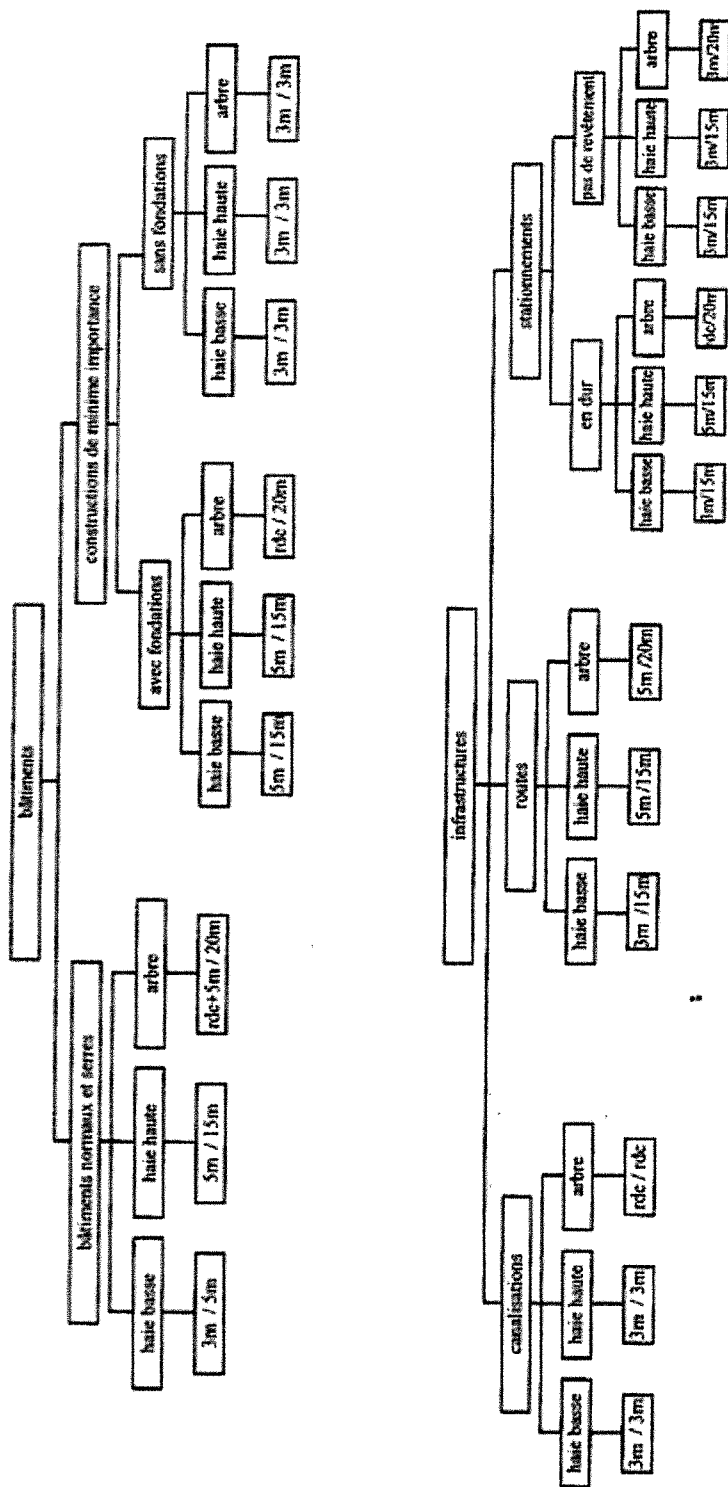 bâtiments
bâtiments normaux et serres
constructions de minime importance
avec fondations
sans fondations
haie basse
haie haute
arbre
haie basse
haie haute
arbre
haie basse
haie haute
arbre
3m / 5m
5m / 15m
rdc+5m / 20m
5m / 15m
5m / 15m
rdc / 20m
3m / 3m
3m / 3m
3m / 3m
infrastructures
canalisations
routes
stationnements
en dur
pas de revêtement
haie basse
haie haute
arbre
haie basse
haie haute
arbre
haie basse
haie haute
arbre
haie basse
haie haute
arbre
3m / 3m
3m / 3m
rdc / rdc
3m /15m
5m /15m
5m /20m
3m/15m
5m/15m
rdc/20m
3m/15m
3m/15m
3m/20m